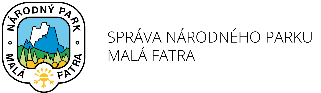 NÁRODNÝ PARK
MALÁ FATRA
SPRÁVA NÁRODNÉHO PARKU
MALÁ FATRA